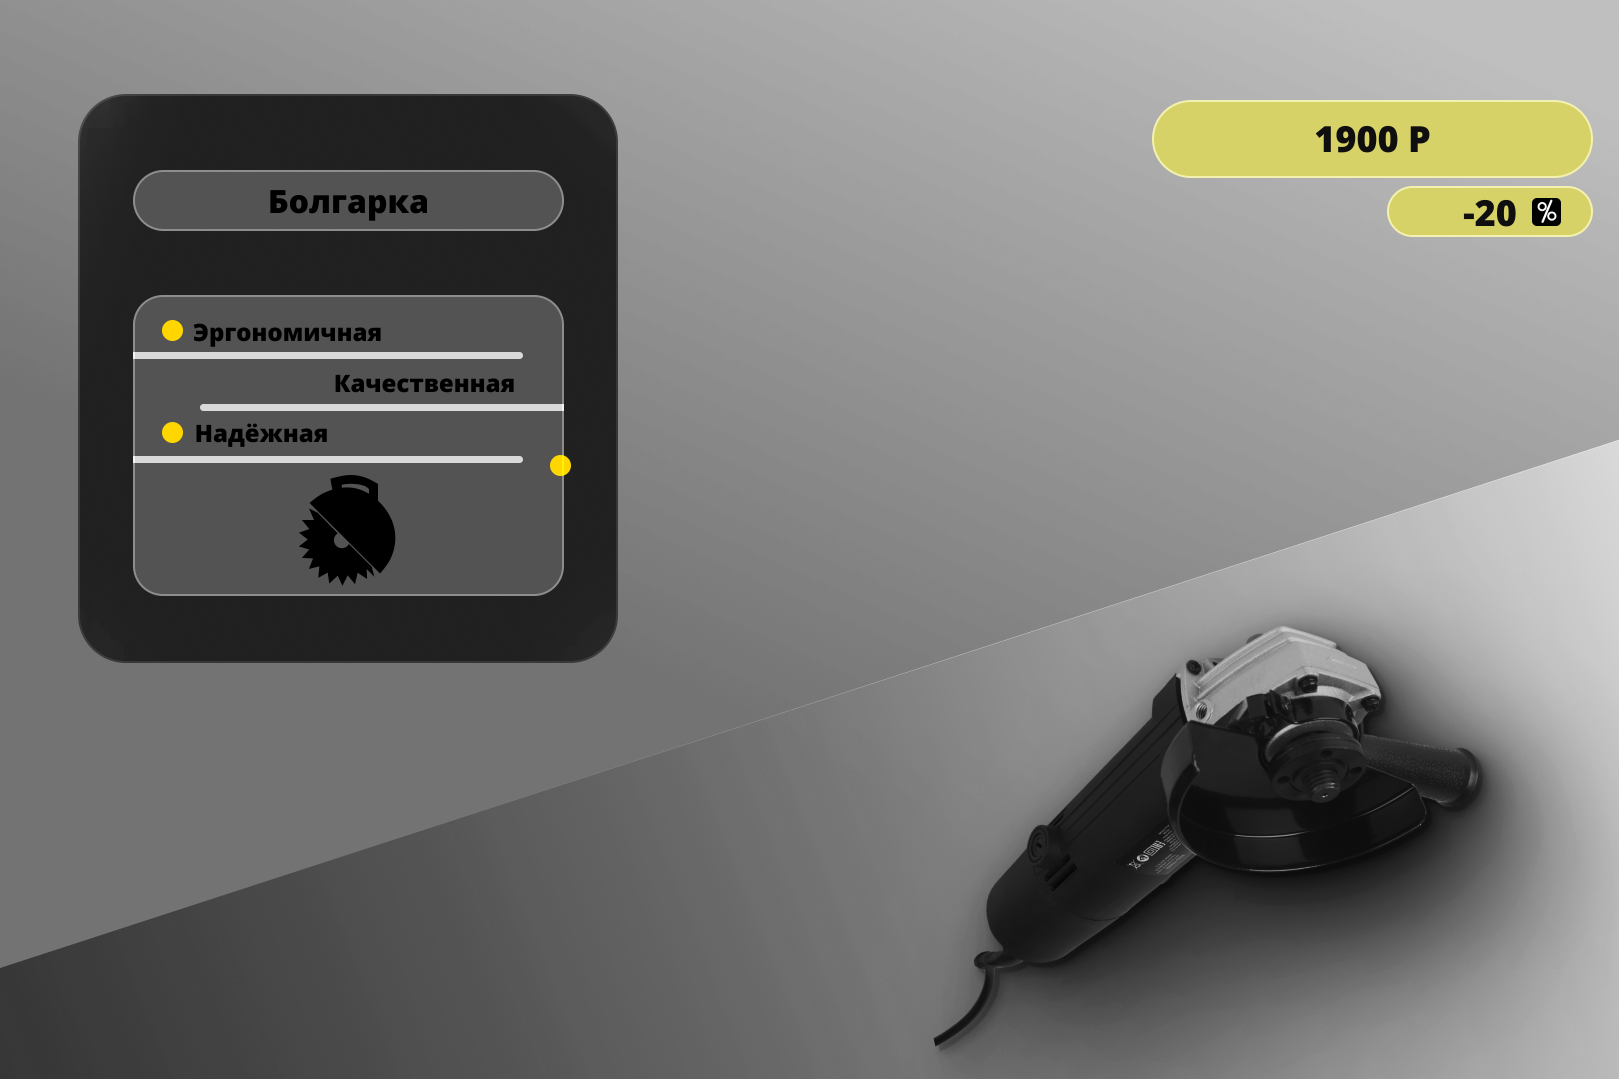 Болгарка
Эргономичная
Качественная
Надёжная
1900 Р
-20 %